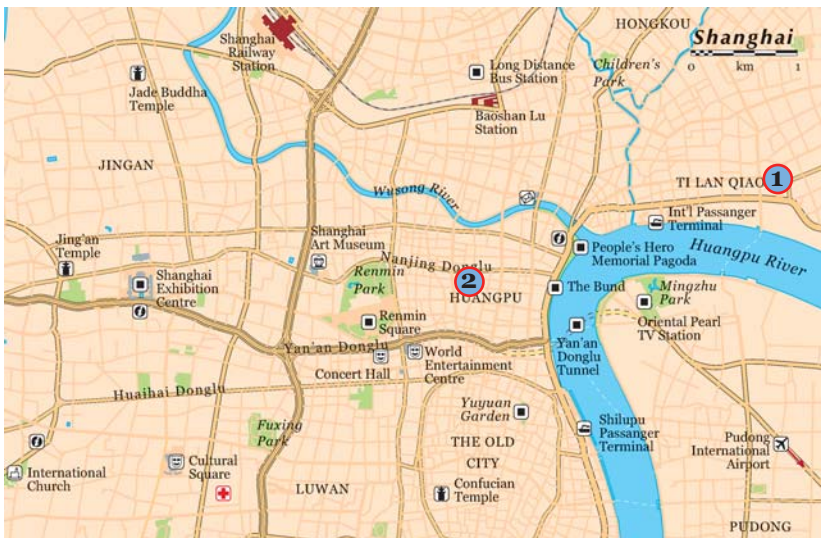 HONGKOU
Shanghai
0 km 1
Shanghai
Railway
Station
Long Distance
Bus Station
Children's
Park
Jade Buddha
Temple
Baoshan Lu
Station
JINGAN
TI LAN QIAO
1
Wusong River
Int'l Passanger
Terminal
Shanghai
Art Museum
Jing'an
Temple
Nanjing Donglu
People's Hero
Memorial Pagoda
Huangpu River
Shanghai
Exhibition
Centre
Renmin
Park
2
HUANGPU
The Bund
Mingzhu
Park
Renmin
Square
Oriental Pearl
TV Station
Yan'an Donglu
World
Entertainment
Centre
Concert Hall
Yan'an
Donglu
Tunnel
Huaihai Donglu
Yuyuan
Garden
Fuxing
Park
THE OLD
CITY
Shilupu
Passanger
Terminal
Pudong
International
Airport
International
Church
Cultural
Square
LUWAN
Confucian
Temple
PUDONG